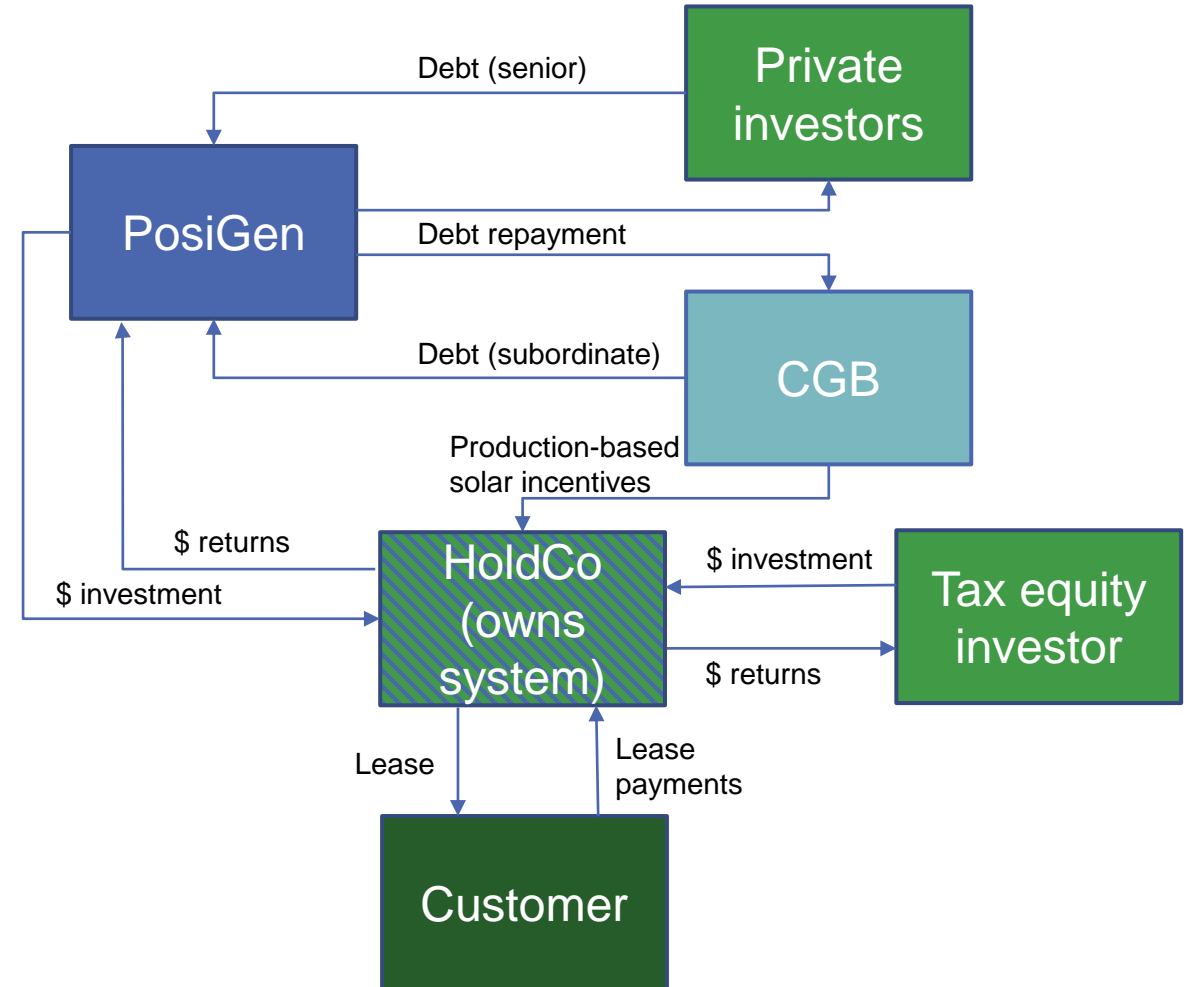 Debt (senior)
Private
investors
PosiGen
Debt repayment
Debt (subordinate)
CGB
Production-based
solar incentives
$ returns
$ investment
HoldCo
(owns
system)
$ investment
$ returns
Tax equity
investor
Lease
Lease
payments
Customer